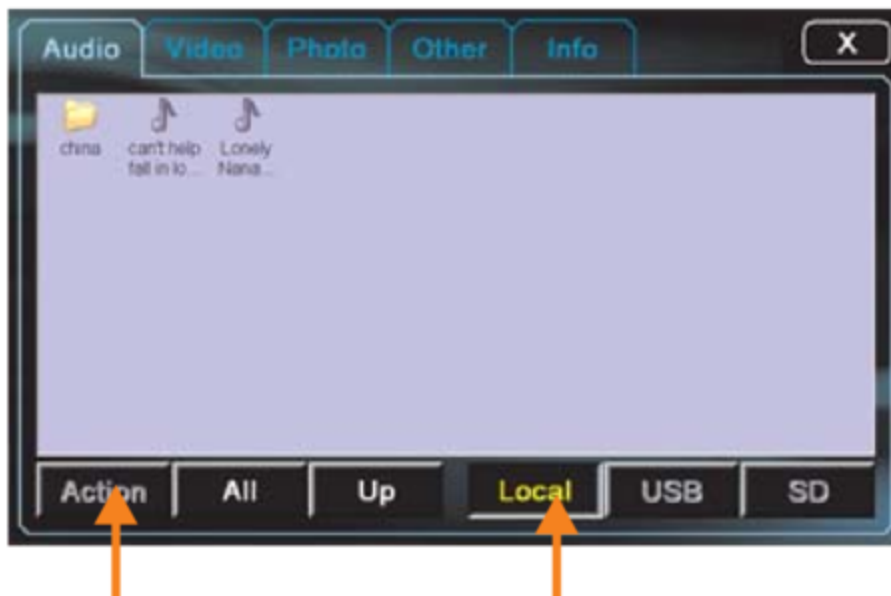 Audio Video Photo Other Info X
china can't help Lonely
fall in lo... Nana...
Action All Up Local USB SD